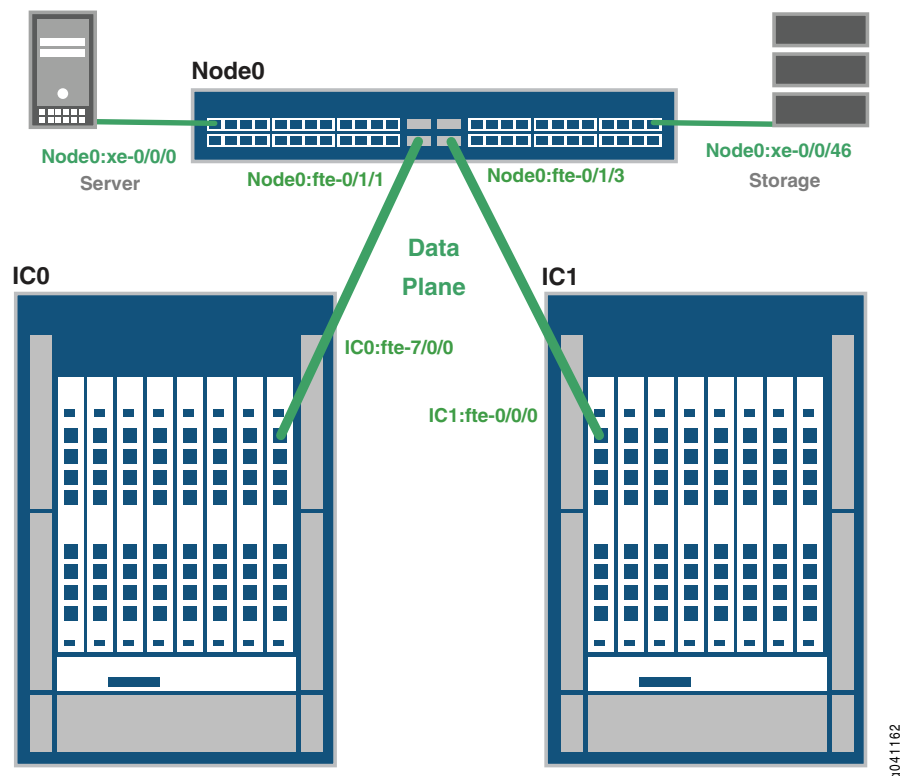 Node0
Node0:xe-0/0/0
Server
Node0:fte-0/1/1
Node0:fte-0/1/3
Node0:xe-0/0/46
Storage
Data
Plane
IC0
IC1
IC0:fte-7/0/0
IC1:fte-0/0/0
g041162